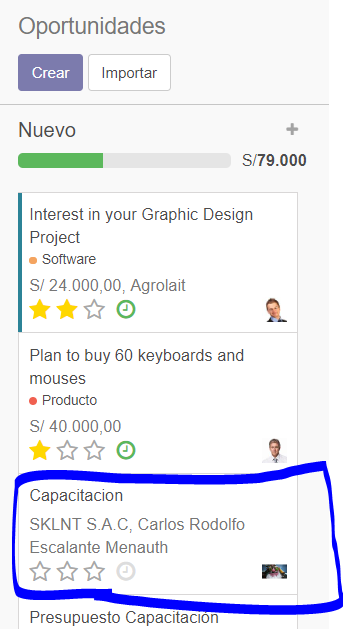 Oportunidades
Crear
Importar
Nuevo
+
S/79.000
Interest in your Graphic Design
Project
Software
S/ 24.000,00, Agrolait
Plan to buy 60 keyboards and
mouses
Producto
S/ 40.000,00
Capacitacion
SKLNT S.A.C, Carlos Rodolfo
Escalante Menauth
Presupuesto Capacitación